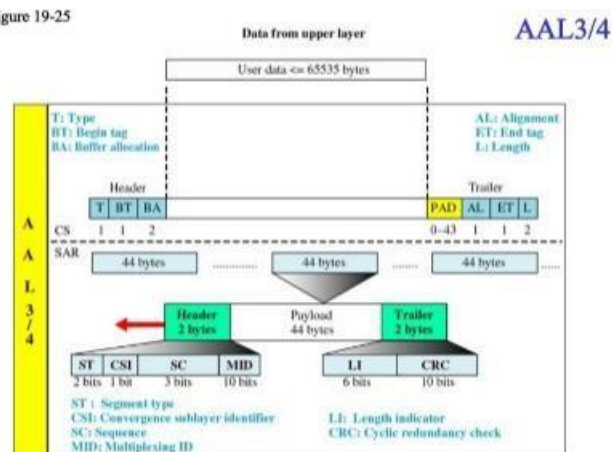 gure 19-25
AAL3/4
Data from upper layer
User data <= 65535 bytes
T: Type
BT: Begin tag
BA: Buffer allocation
AL: Alignment
ET: End tag
L: Length
Header
Trailer
T BT BA
PAD AL ET L
CS 1 1 2
0–43 1 1 2
SAR
44 bytes ............ 44 bytes ....... 44 bytes .....
A
A
L
3
/
4
Header
2 bytes
Payload
44 bytes
Trailer
2 bytes
ST CSI SC MID
2 bits 1 bit 3 bits 10 bits
LI CRC
6 bits 10 bits
ST : Segment type
CSI: Convergence sublayer identifier
SC: Sequence
MID: Multiplexing ID
LI: Length indicator
CRC: Cyclic redundancy check